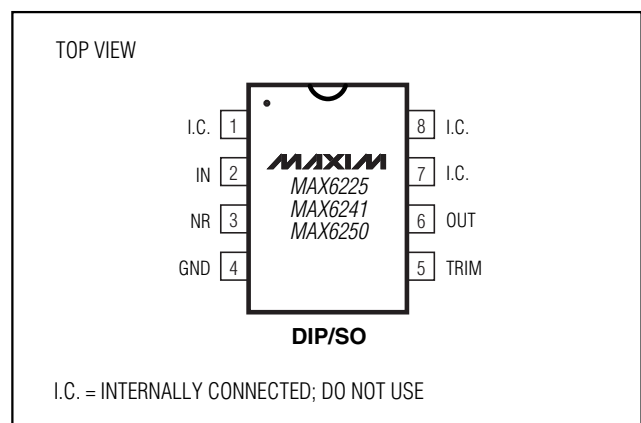 TOP VIEW
I.C. 1
8 I.C.
IN 2
MAXIM
7 I.C.
MAX6225
MAX6241
NR 3
6 OUT
MAX6250
GND 4
5 TRIM
DIP/SO
I.C. = INTERNALLY CONNECTED; DO NOT USE